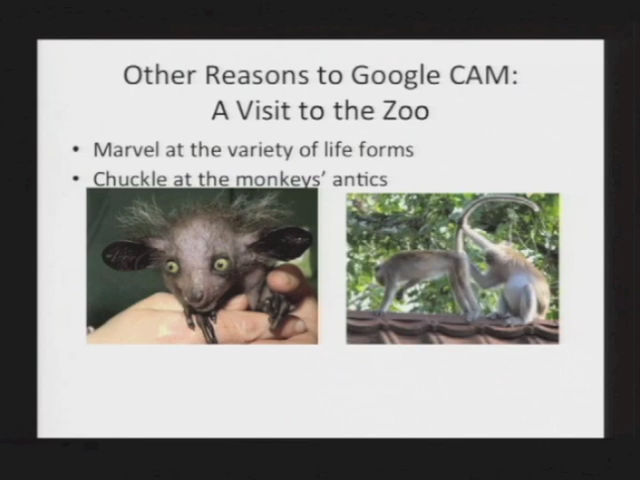 Other Reasons to Google CAM:
A Visit to the Zoo
• Marvel at the variety of life forms
• Chuckle at the monkeys' antics